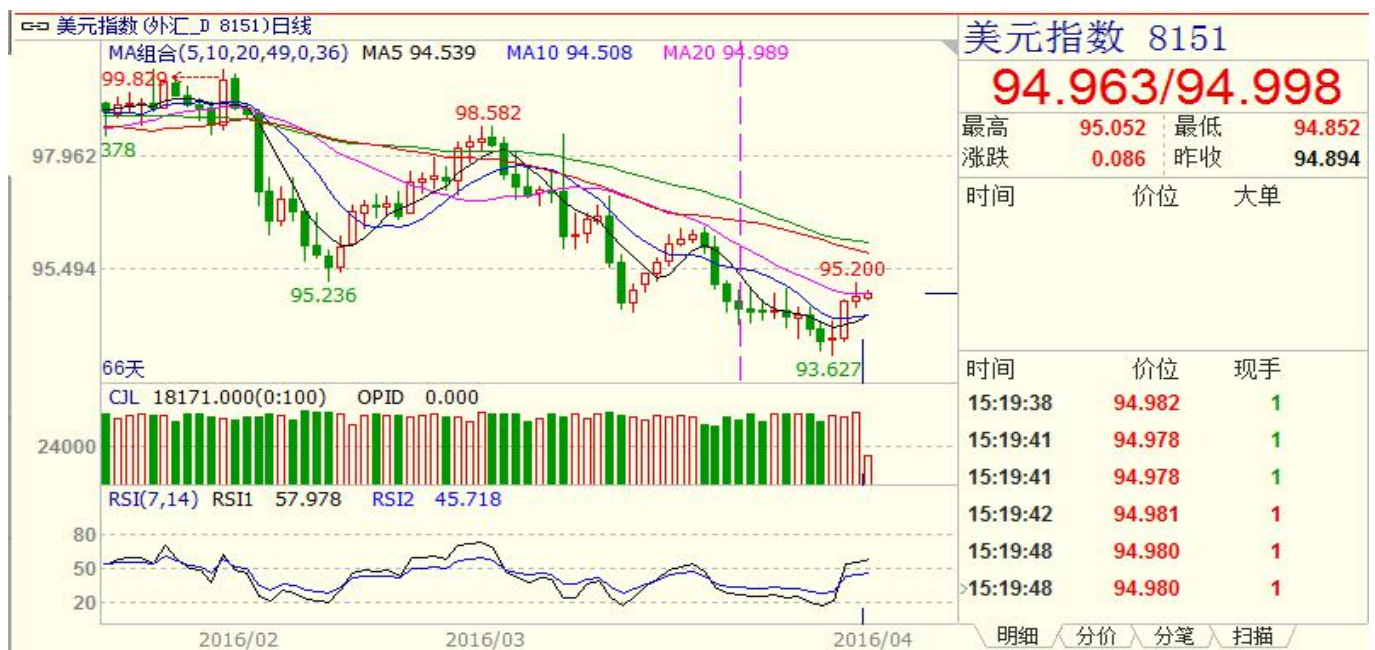 美元指数(外汇_D 8151)日线
MA组合(5,10,20,49,0,36) MA5 94.539 MA10 94.508 MA20 94.989
99.829
98.582
97.962
378
95.494
95.200
95.236
93.627
66天
CJL 18171.000(0:100) OPID 0.000
24000
RSI(7,14) RSI1 57.978 RSI2 45.718
80
50
20
2016/02 2016/03 2016/04
美元指数 8151
94.963/94.998
最高 95.052 最低 94.852
涨跌 0.086 昨收 94.894
时间 价位 大单
时间 价位 现手
15:19:38 94.982 1
15:19:41 94.978 1
15:19:41 94.978 1
15:19:42 94.981 1
15:19:48 94.980 1
>15:19:48 94.980 1
明细 分价 分笔 扫描